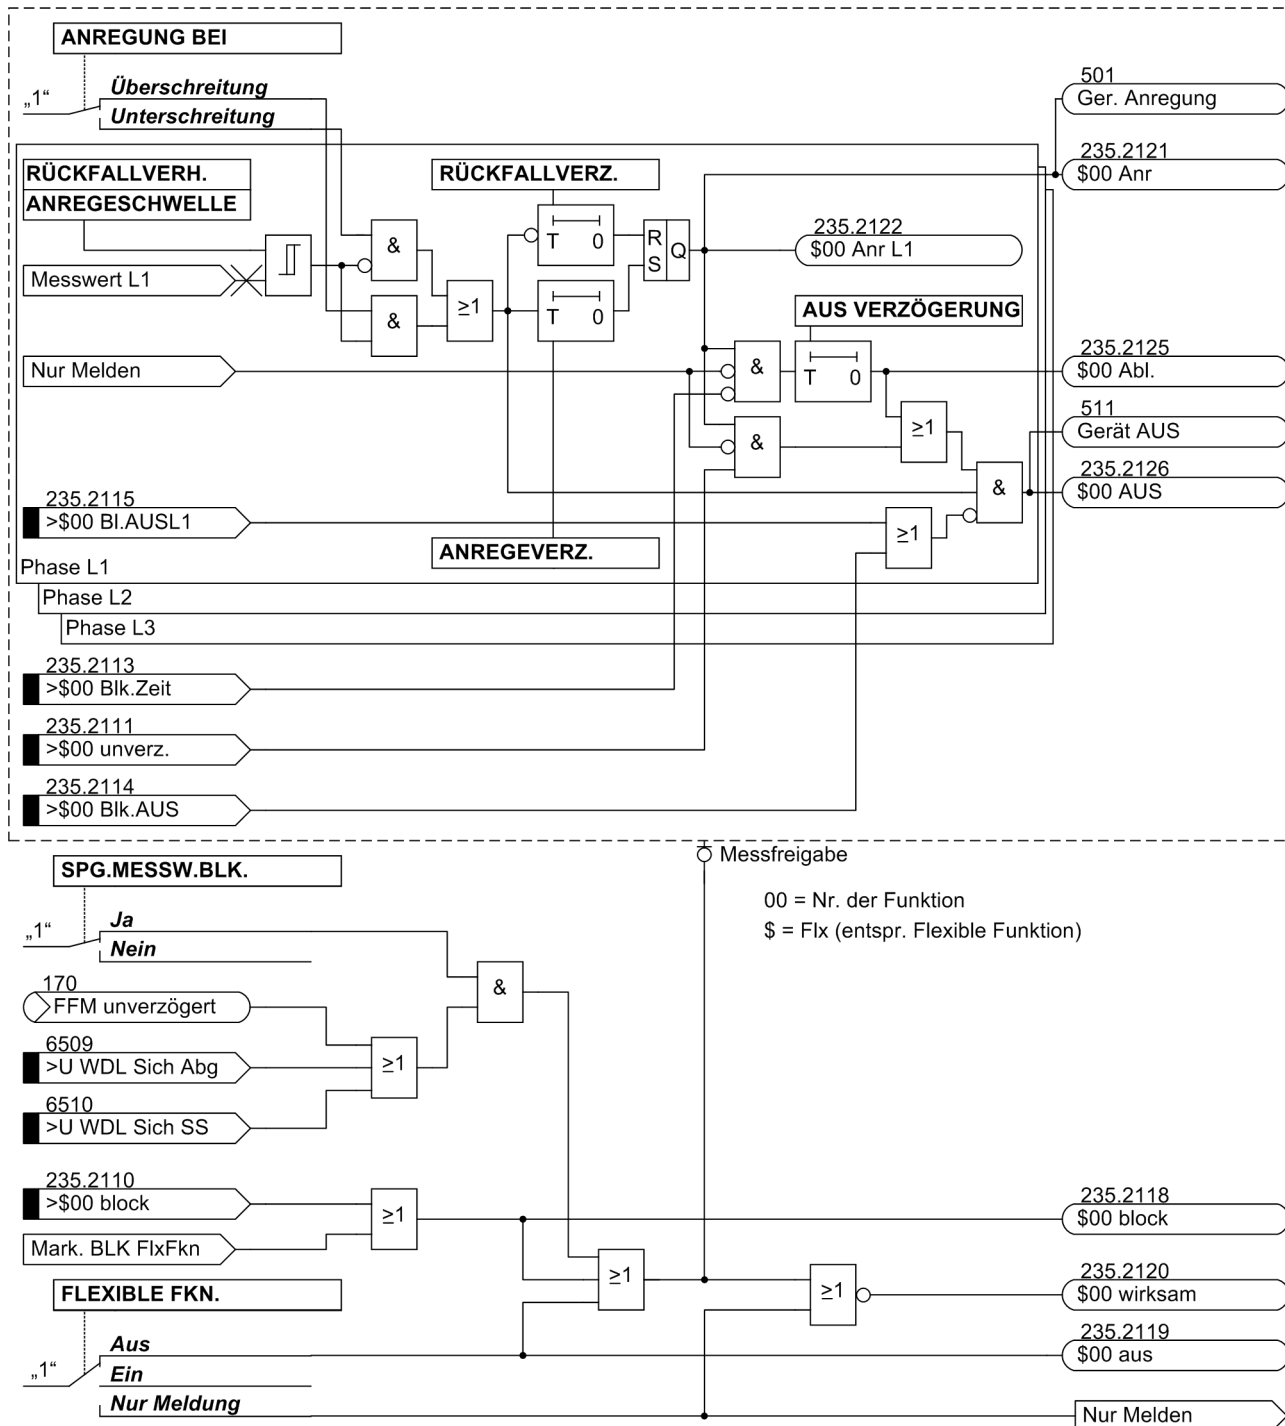 ANREGUNG BEI
„1“
Überschreitung
Unterschreitung
501
Ger. Anregung
235.2121
$00 Anr
RÜCKFALLVERH.
ANREGESCHWELLE
RÜCKFALLVERZ.
T 0
R
S
Q
235.2122
$00 Anr L1
&
Messwert L1
≥1
&
T 0
AUS VERZÖGERUNG
Nur Melden
&
T 0
235.2125
$00 Abl.
511
Gerät AUS
≥1
&
235.2126
$00 AUS
&
235.2115
>$00 Bl.AUSL1
≥1
ANREGEVERZ.
Phase L1
Phase L2
Phase L3
235.2113
>$00 Blk.Zeit
235.2111
>$00 unverz.
235.2114
>$00 Blk.AUS
Messfreigabe
SPG.MESSW.BLK.
00 = Nr. der Funktion
$ = Flx (entspr. Flexible Funktion)
„1“
Ja
Nein
&
170
FFM unverzögert
6509
>U WDL Sich Abg
≥1
6510
>U WDL Sich SS
235.2110
>$00 block
≥1
235.2118
$00 block
Mark. BLK FlxFkn
≥1
≥1
235.2120
$00 wirksam
FLEXIBLE FKN.
„1“
Aus
Ein
Nur Meldung
235.2119
$00 aus
Nur Melden